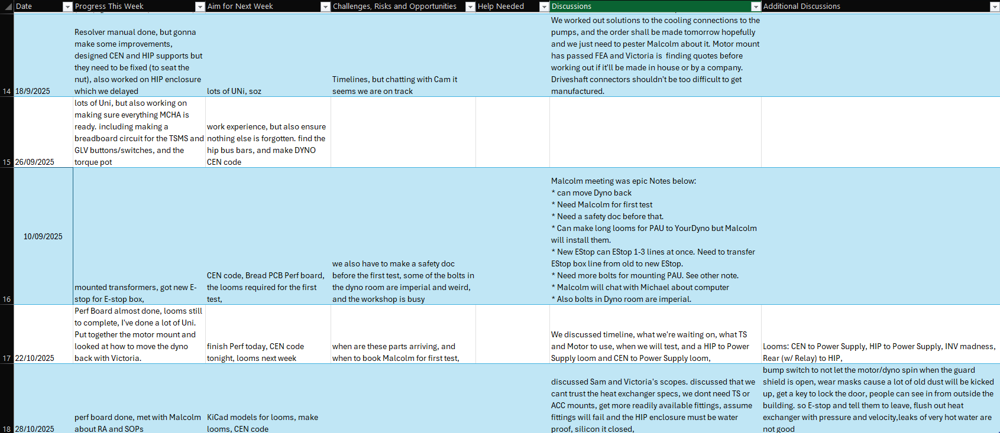 Date Progress This Week Aim for Next Week Challenges, Risks and Opportunities Help Needed Discussions Additional Discussions
14
18/9/2025
Resolver manual done, but gonna
make some improvements,
designed CEN and HIP supports but
they need to be fixed (to seat the
nut), also worked on HIP enclosure
which we delayed
lots of UNi, soz
Timelines, but chatting with Cam it
seems we are on track
We worked out solutions to the cooling connections to the
pumps, and the order shall be made tomorrow hopefully
and we just need to pester Malcolm about it. Motor mount
has passed FEA and Victoria is  finding quotes before
working out if it'll be made in house or by a company.
Driveshaft connectors shouldn't be too difficult to get
manufactured.
15
26/09/2025
lots of Uni, but also working on
making sure everything MCHA is
ready. including making a
breadboard circuit for the TSMS and
GLV buttons/switches, and the
torque pot
work experience, but also ensure
nothing else is forgotten. find the
hip bus bars, and make DYNO
CEN code
16
10/09/2025
mounted transformers, got new E-
stop for E-stop box,
CEN code, Bread PCB Perf board,
the looms required for the first
test,
we also have to make a safety doc
before the first test, some of the bolts in
the dyno room are imperial and weird,
and the workshop is busy
Malcolm meeting was epic Notes below:
* can move Dyno back
* Need Malcolm for first test
* Need a safety doc before that.
* Can make long looms for PAU to YourDyno but Malcolm
will install them.
* New EStop can EStop 1-3 lines at once. Need to transfer
EStop box line from old to new EStop.
* Need more bolts for mounting PAU. See other note.
* Malcolm will chat with Michael about computer
* Also bolts in Dyno room are imperial.
17
22/10/2025
Perf Board almost done, looms still
to complete, I've done a lot of Uni.
Put together the motor mount and
looked at how to move the dyno
back with Victoria.
finish Perf today, CEN code
tonight, looms next week
when are these parts arriving, and
when to book Malcolm for first test,
We discussed timeline, what we're waiting on, what TS
and Motor to use, when we will test, and a HIP to Power
Supply loom and CEN to Power Supply loom,
Looms: CEN to Power Supply, HIP to Power Supply, INV madness,
Rear (w/ Relay) to HIP,
18
28/10/2025
perf board done, met with Malcolm
about RA and SOPs
KiCad models for looms, make
looms, CEN code
discussed Sam and Victoria's scopes. discussed that we
cant trust the heat exchanger specs, we dont need TS or
ACC mounts, get more readily available fittings, assume
fittings will fail and the HIP enclosure must be water
proof, silicon it closed,
bump switch to not let the motor/dyno spin when the guard
shield is open, wear masks cause a lot of old dust will be kicked
up, get a key to lock the door, people can see in from outside the
building. so E-stop and tell them to leave, flush out heat
exchanger with pressure and velocity,leaks of very hot water are
not good